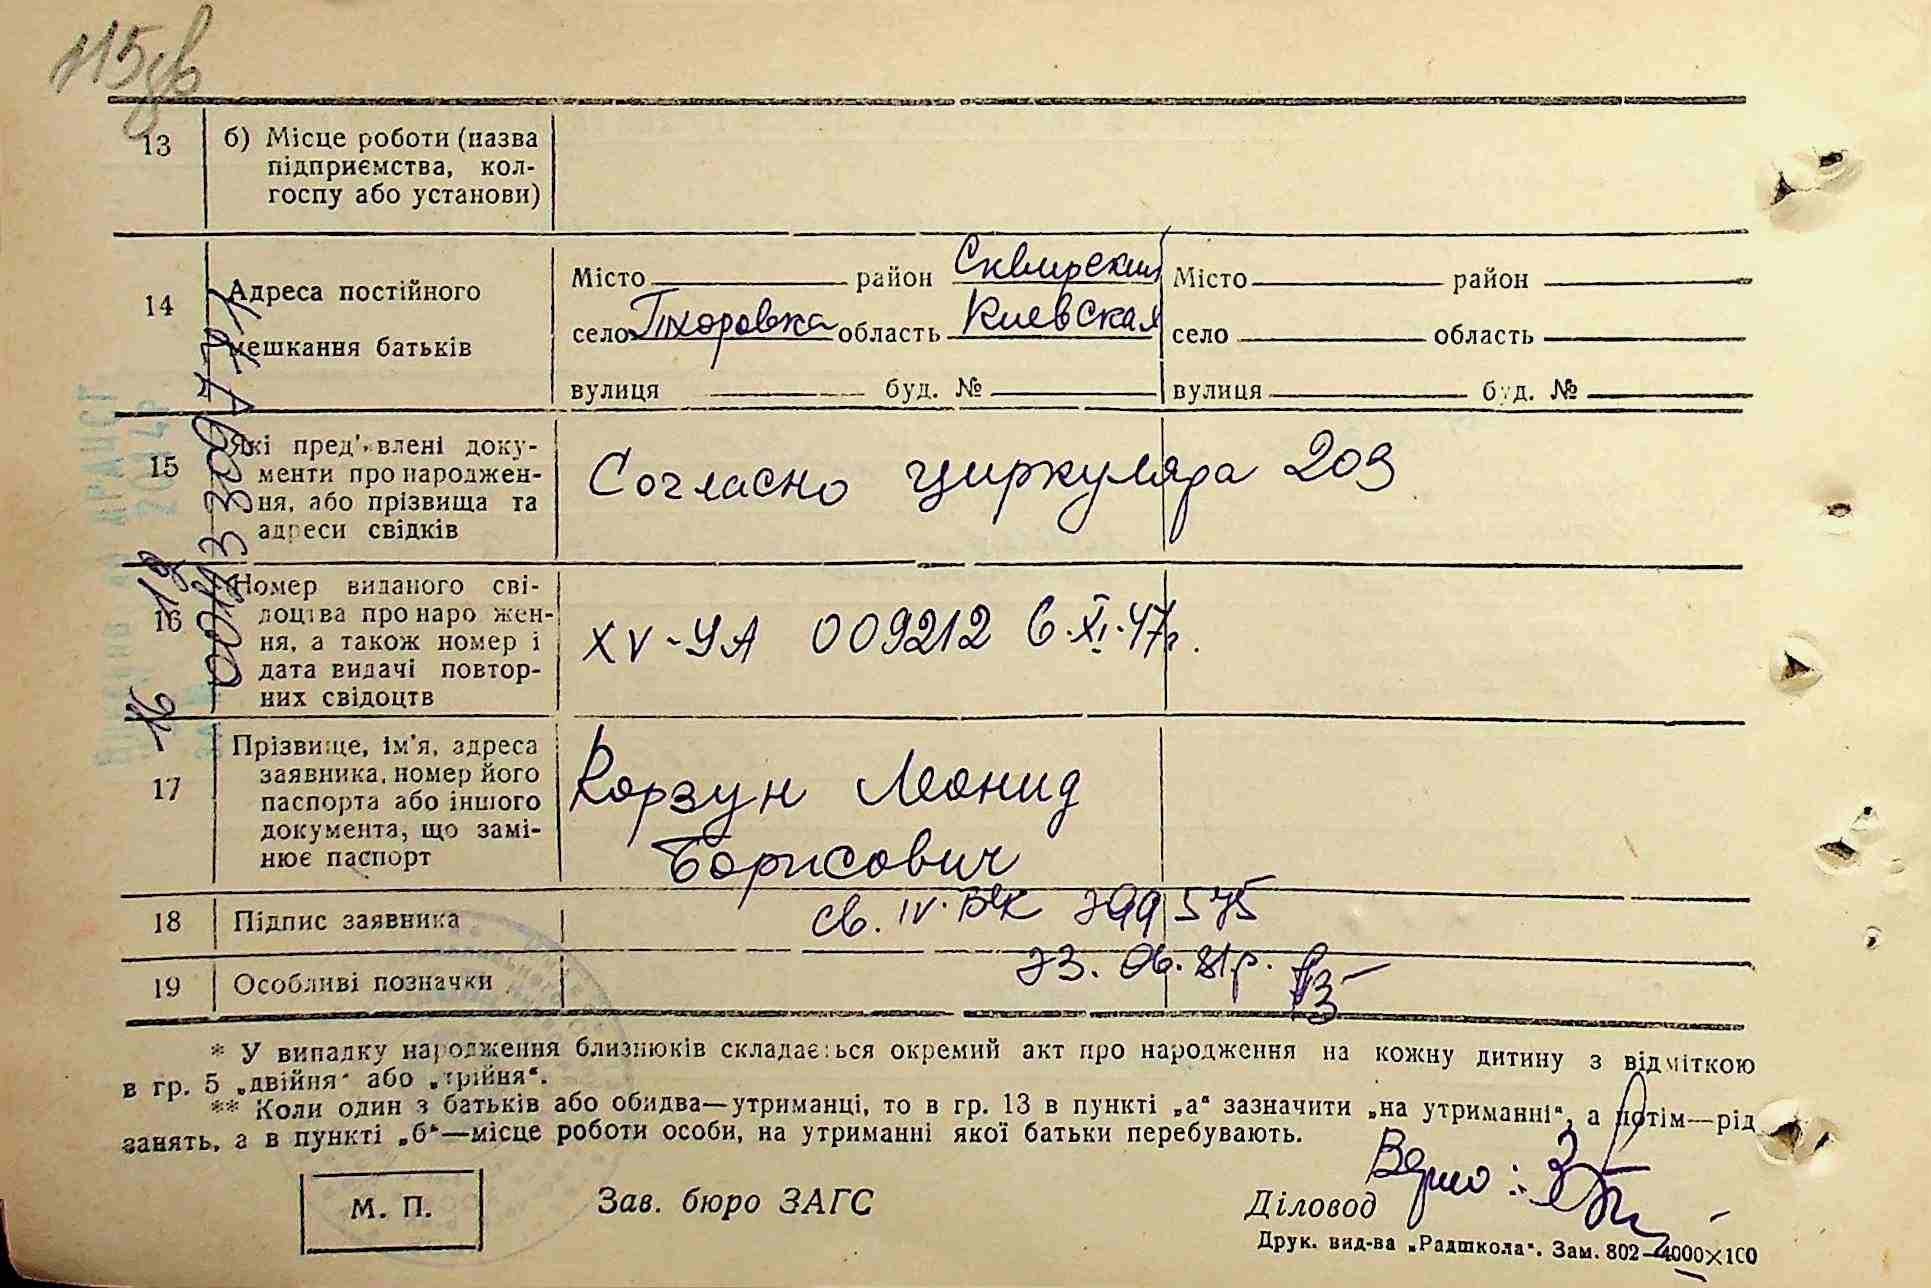 115зв
13
б) Місце роботи (назва
підприємства, кол-
госпу або установи)
14
Адреса постійного
мешкання батьків
Місто район Сквирский
село Тхоровка область Киевская
вулиця буд. №
Місто район
село область
вулиця буд. №
15
Які пред'влені доку-
менти про народжен-
ня, або прізвища та
адреси свідків
Согласно циркуляра 203
16
Номер виданого сві-
доцтва про наро жен-
ня, а також номер і
дата видачі повтор-
них свідоцтв
XV-УА 009212 6.XI.47г.
17
Прізвище, ім'я, адреса
заявника, номер його
паспорта або іншого
документа, що замі-
нює паспорт
Корзун Леонид
Борисович
18
Підпис заявника
св. IV-БК 399575
19
Особливі позначки
23.06.81р.
* У випадку народження близнюків складається окремий акт про народження на кожну дитину з відміткою
в гр. 5 „двійня" або „трійня".
** Коли один з батьків або обидва—утриманці, то в гр. 13 в пункті „а" зазначити „на утриманні", а потім—рід
занять, а в пункті „б"—місце роботи особи, на утриманні якої батьки перебувають.
Верно:
М. П.
Зав. бюро ЗАГС
Діловод
Друк. вид-ва „Радшкола". Зам. 802—4000×100